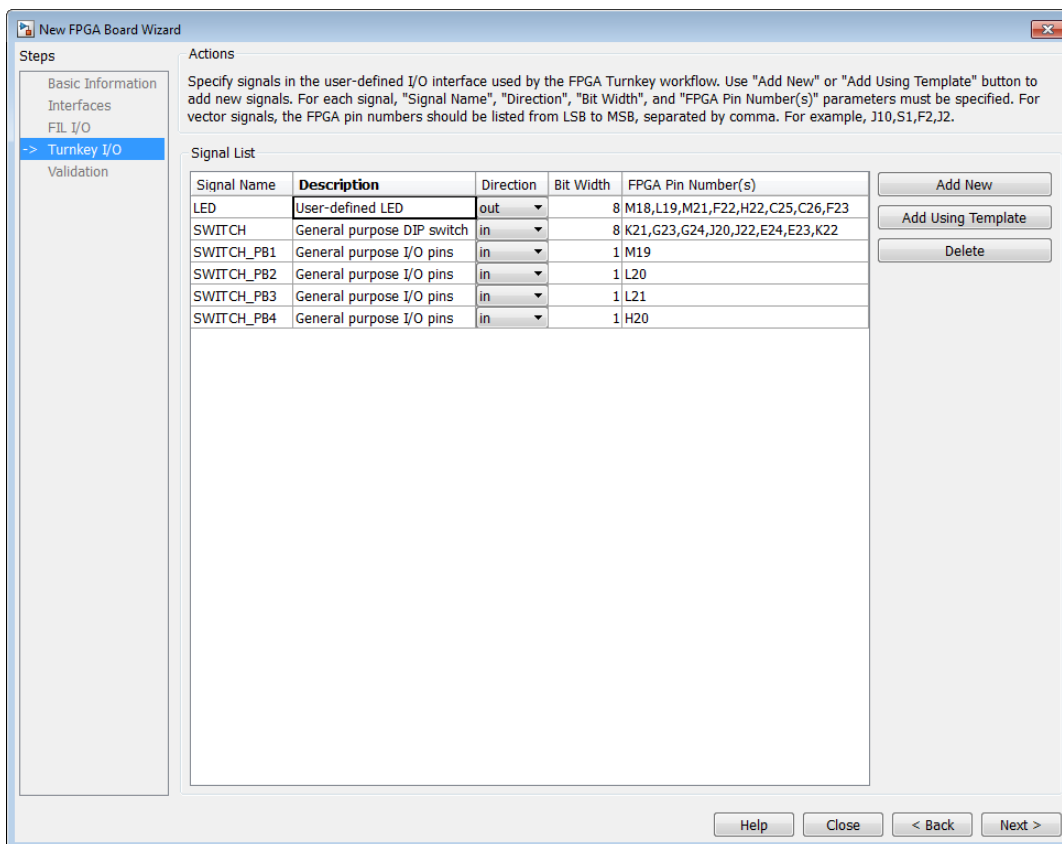 New FPGA Board Wizard
Steps
Basic Information
Interfaces
FIL I/O
-> Turnkey I/O
Validation
Actions
Specify signals in the user-defined I/O interface used by the FPGA Turnkey workflow. Use "Add New" or "Add Using Template" button to
add new signals. For each signal, "Signal Name", "Direction", "Bit Width", and "FPGA Pin Number(s)" parameters must be specified. For
vector signals, the FPGA pin numbers should be listed from LSB to MSB, separated by comma. For example, J10,S1,F2,J2.
Signal List
Signal Name Description Direction Bit Width FPGA Pin Number(s)
LED User-defined LED out 8 M18,L19,M21,F22,H22,C25,C26,F23
SWITCH General purpose DIP switch in 8 K21,G23,G24,J20,J22,E24,E23,K22
SWITCH_PB1 General purpose I/O pins in 1 M19
SWITCH_PB2 General purpose I/O pins in 1 L20
SWITCH_PB3 General purpose I/O pins in 1 L21
SWITCH_PB4 General purpose I/O pins in 1 H20
Add New
Add Using Template
Delete
Help Close < Back Next >